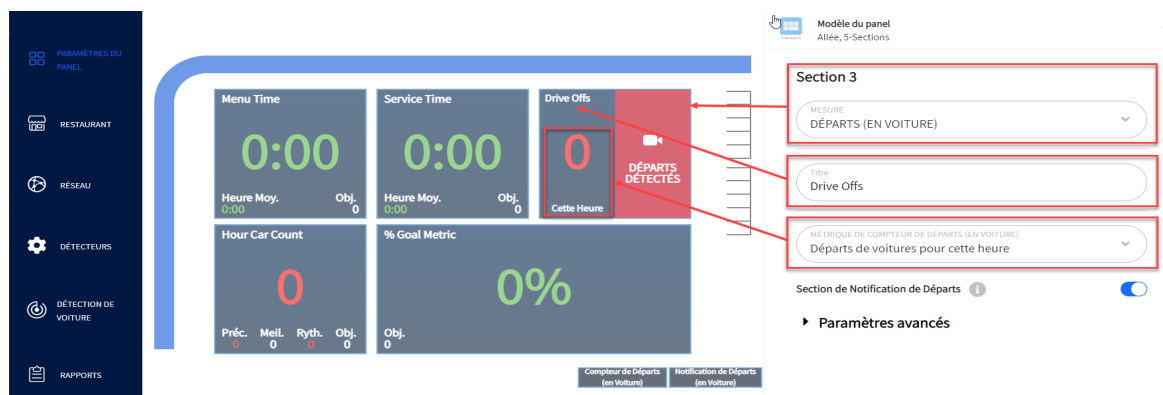 PARAMÈTRES DU
PANEL
RESTAURANT
RÉSEAU
DÉTECTEURS
DÉTECTION DE
VOITURE
RAPPORTS
Menu Time
0:00
Heure Moy. Obj.
0:00 0
Service Time
0:00
Heure Moy. Obj.
0:00 0
Drive Offs
0
Cette Heure
DÉPARTS
DÉTECTÉS
Hour Car Count
0
Préc. Meil. Ryth. Obj.
0 0 0 0
% Goal Metric
0%
Obj.
0
Compteur de Départs
(en Voiture)
Notification de Départs
(en Voiture)
Modèle du panel
Allée, 5-Sections
Section 3
MESURE
DÉPARTS (EN VOITURE)
Titre
Drive Offs
MÉTRIQUE DE COMPTEUR DE DÉPARTS (EN VOITURE)
Départs de voitures pour cette heure
Section de Notification de Départs i
Paramètres avancés